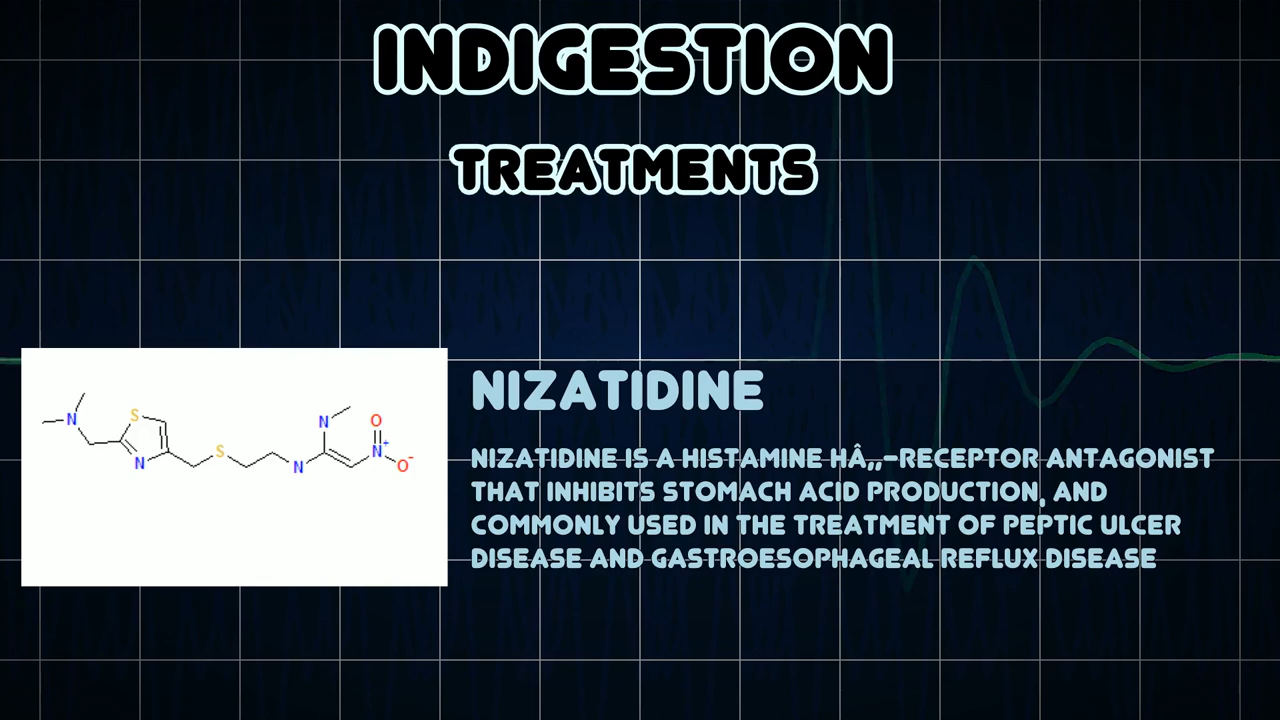 INDIGESTION
TREATMENTS
NIZATIDINE
NIZATIDINE IS A HISTAMINE HÂ„-RECEPTOR ANTAGONIST
THAT INHIBITS STOMACH ACID PRODUCTION, AND
COMMONLY USED IN THE TREATMENT OF PEPTIC ULCER
DISEASE AND GASTROESOPHAGEAL REFLUX DISEASE
N S N S N N N+ O O-